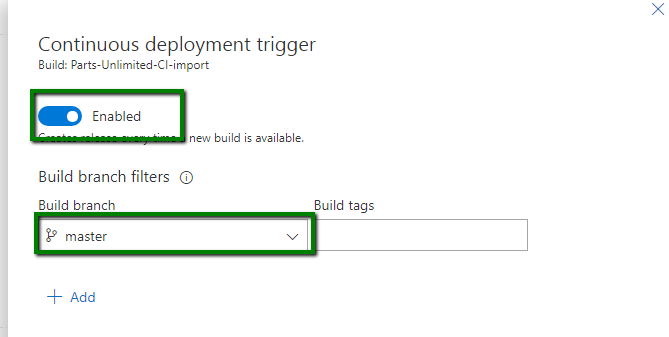 Continuous deployment trigger
Build: Parts-Unlimited-CI-import
Enabled
Creates release every time new build is available.
Build branch filters
Build branch Build tags
master
Add